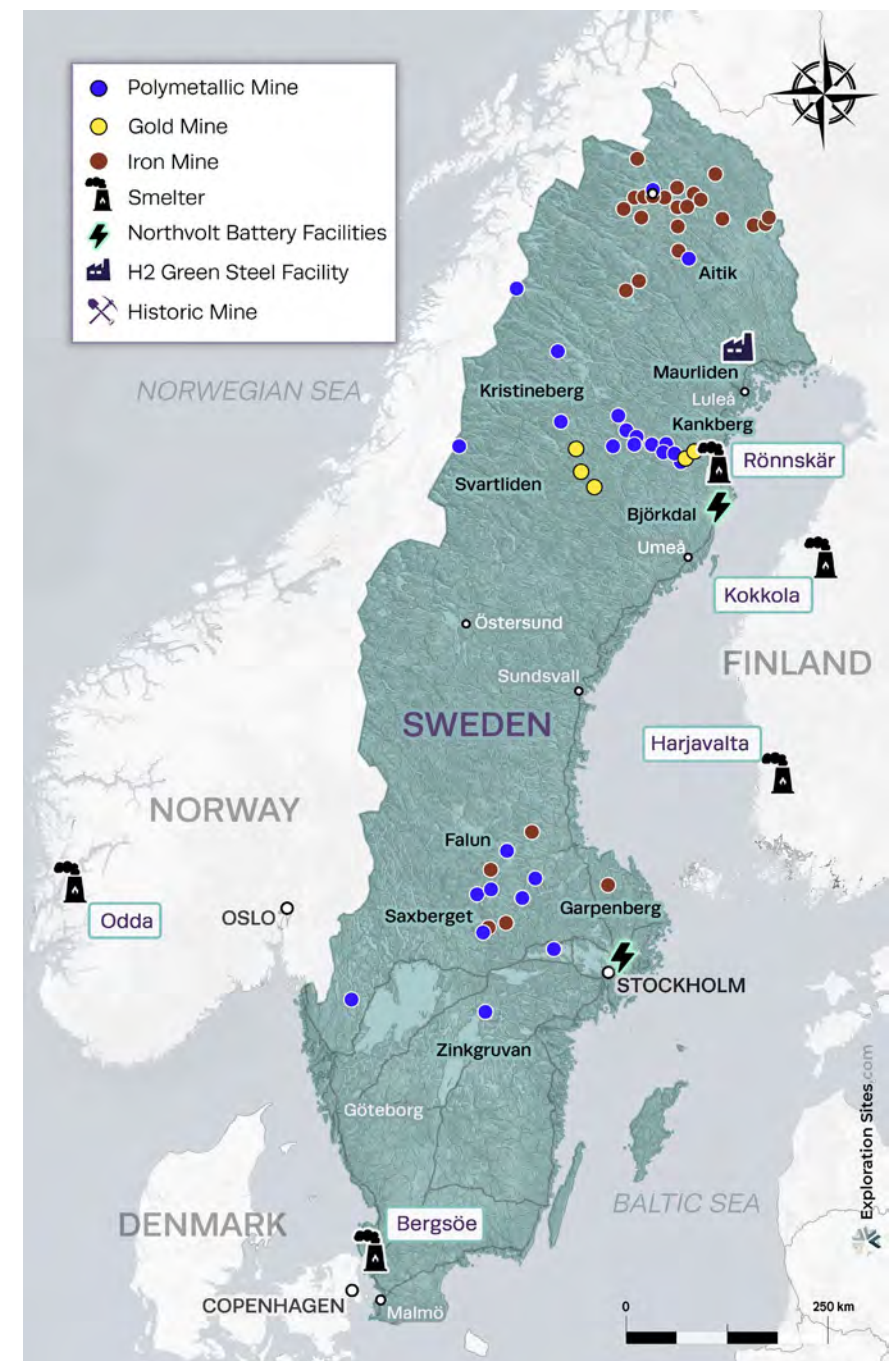 Polymetallic Mine
Gold Mine
Iron Mine
Smelter
Northvolt Battery Facilities
H2 Green Steel Facility
Historic Mine
Aitik
NORWEGIAN SEA
Maurliden
Luleå
Kristineberg
Kankberg
Rönnskär
Svartliden
Björkdal
Umeå
Kokkola
Östersund
FINLAND
Sundsvall
SWEDEN
Harjavalta
NORWAY
Falun
Saxberget
Garpenberg
Odda
OSLO
STOCKHOLM
Zinkgruvan
Göteborg
Exploration Sites.com
BALTIC SEA
DENMARK
Bergsöe
COPENHAGEN
Malmö
0 250 km